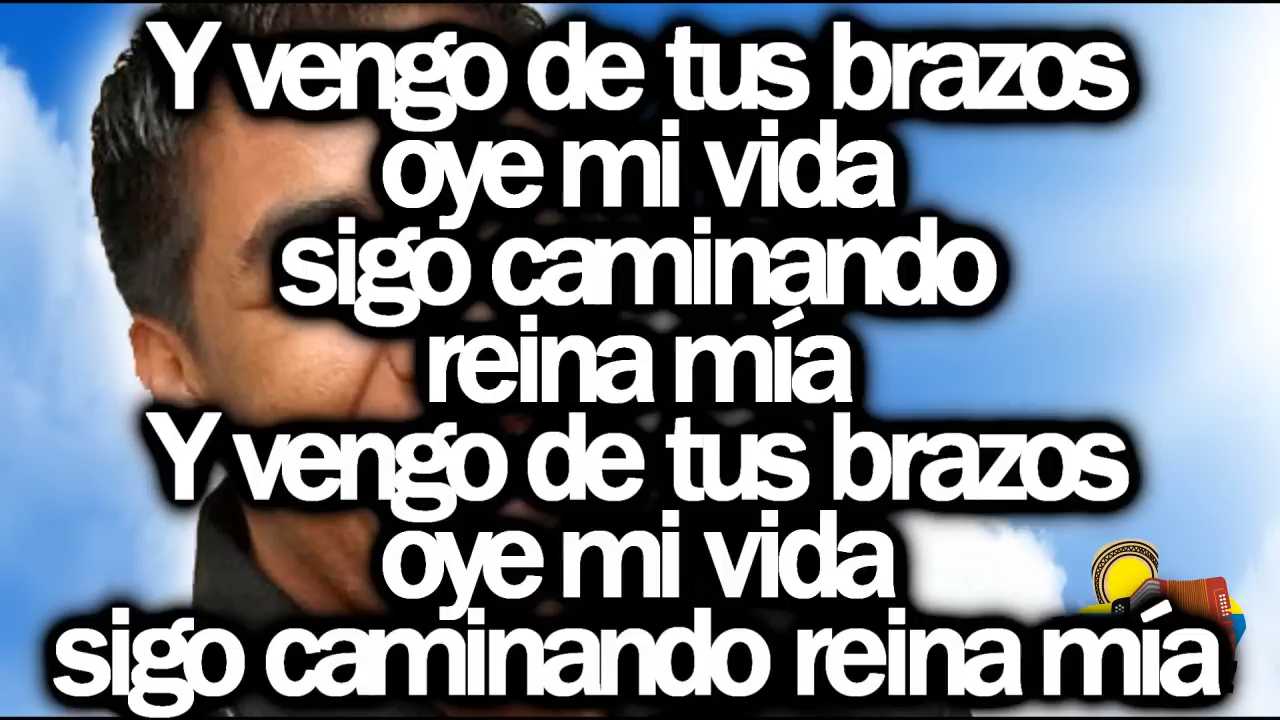 Y vengo de tus brazos
oye mi vida
sigo caminando
reina mía
Y vengo de tus brazos
oye mi vida
sigo caminando reina mía